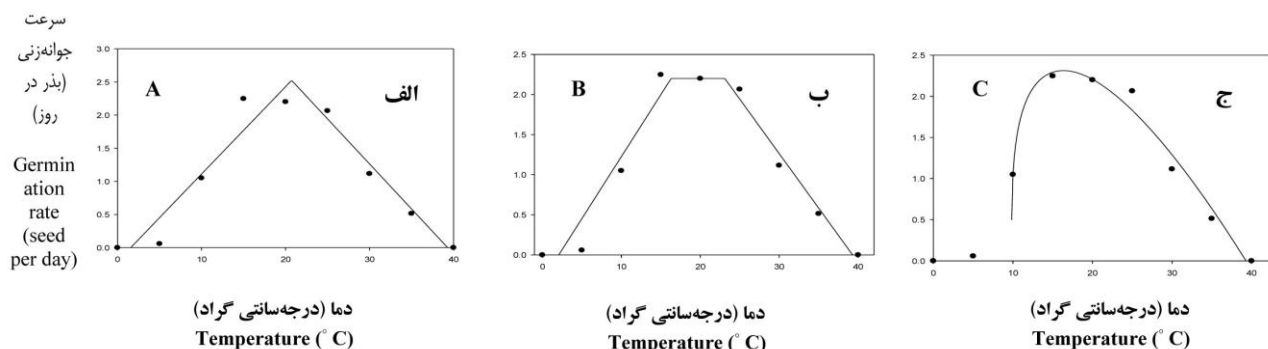 سرعت
جوانه‌زنی
(بذر در
روز)
Germin
ation
rate
(seed
per day)
A
الف
3.0
2.5
2.0
1.5
1.0
0.5
0.0
0 10 20 30 40
دما (درجه‌سانتی گراد)
Temperature (° C)
B
ب
2.5
2.0
1.5
1.0
0.5
0.0
0 10 20 30 40
دما (درجه‌سانتی گراد)
Temperature (° C)
C
ج
2.5
2.0
1.5
1.0
0.5
0.0
0 10 20 30 40
دما (درجه‌سانتی گراد)
Temperature (° C)